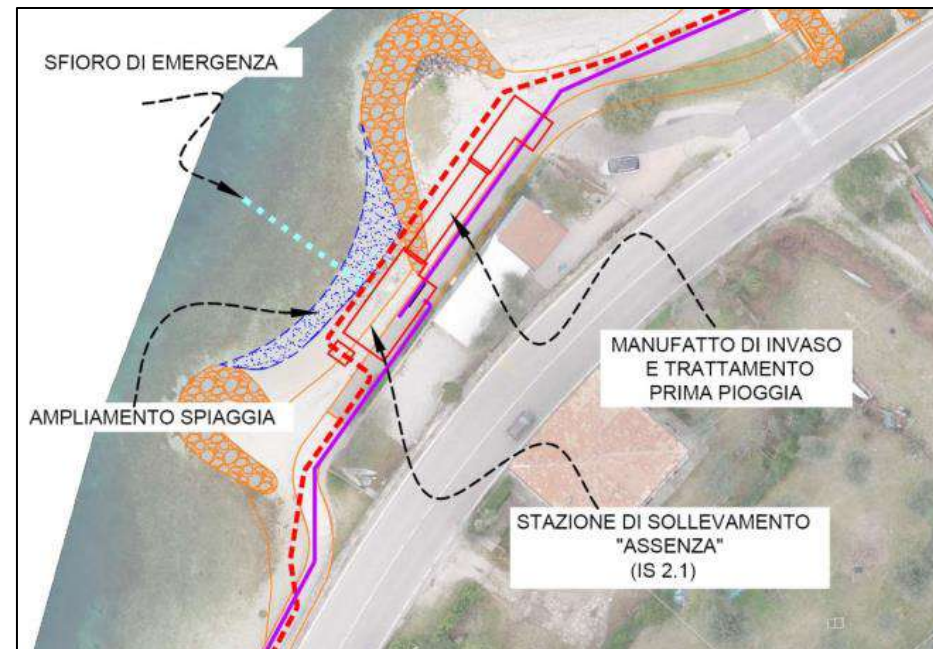 SFIORO DI EMERGENZA
MANUFATTO DI INVASO
E TRATTAMENTO
PRIMA PIOGGIA
AMPLIAMENTO SPIAGGIA
STAZIONE DI SOLLEVAMENTO
"ASSENZA"
(IS 2.1)